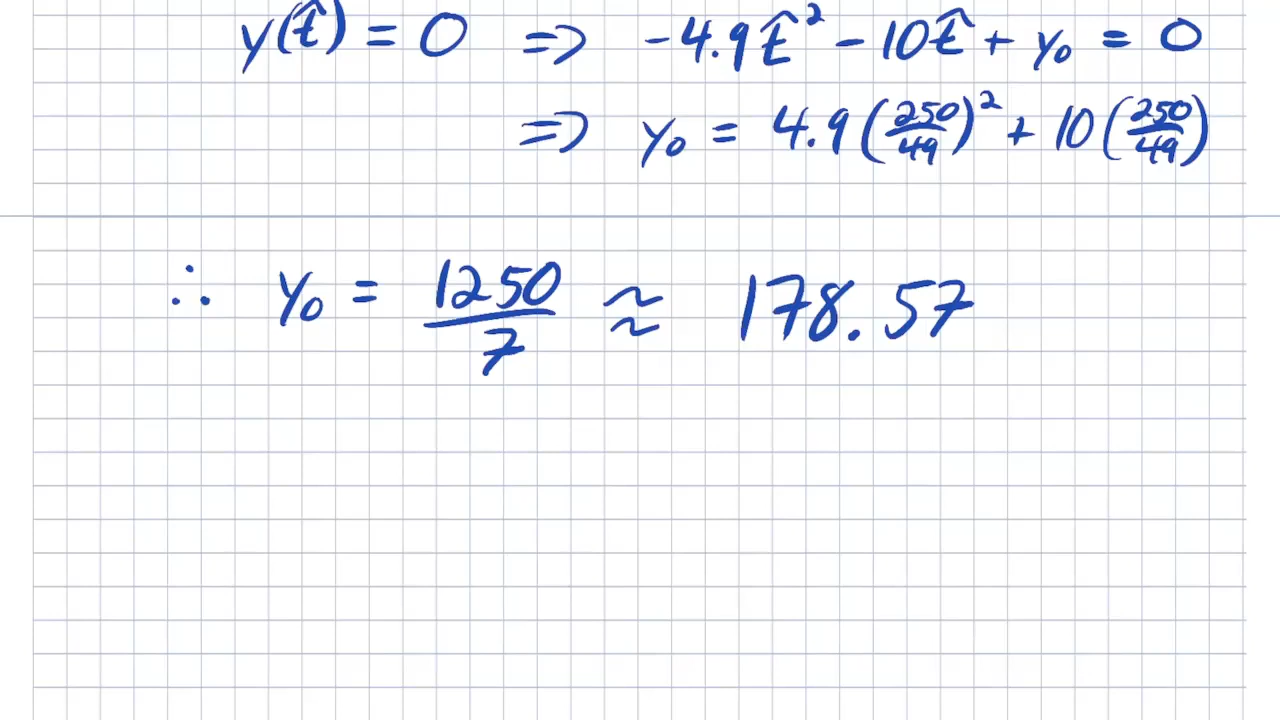 y(t̂) = 0 ⇒ -4.9t̂² - 10t̂ + y₀ = 0
⇒ y₀ = 4.9(250/49)² + 10(250/49)
∴ y₀ = 1250/7 ≈ 178.57